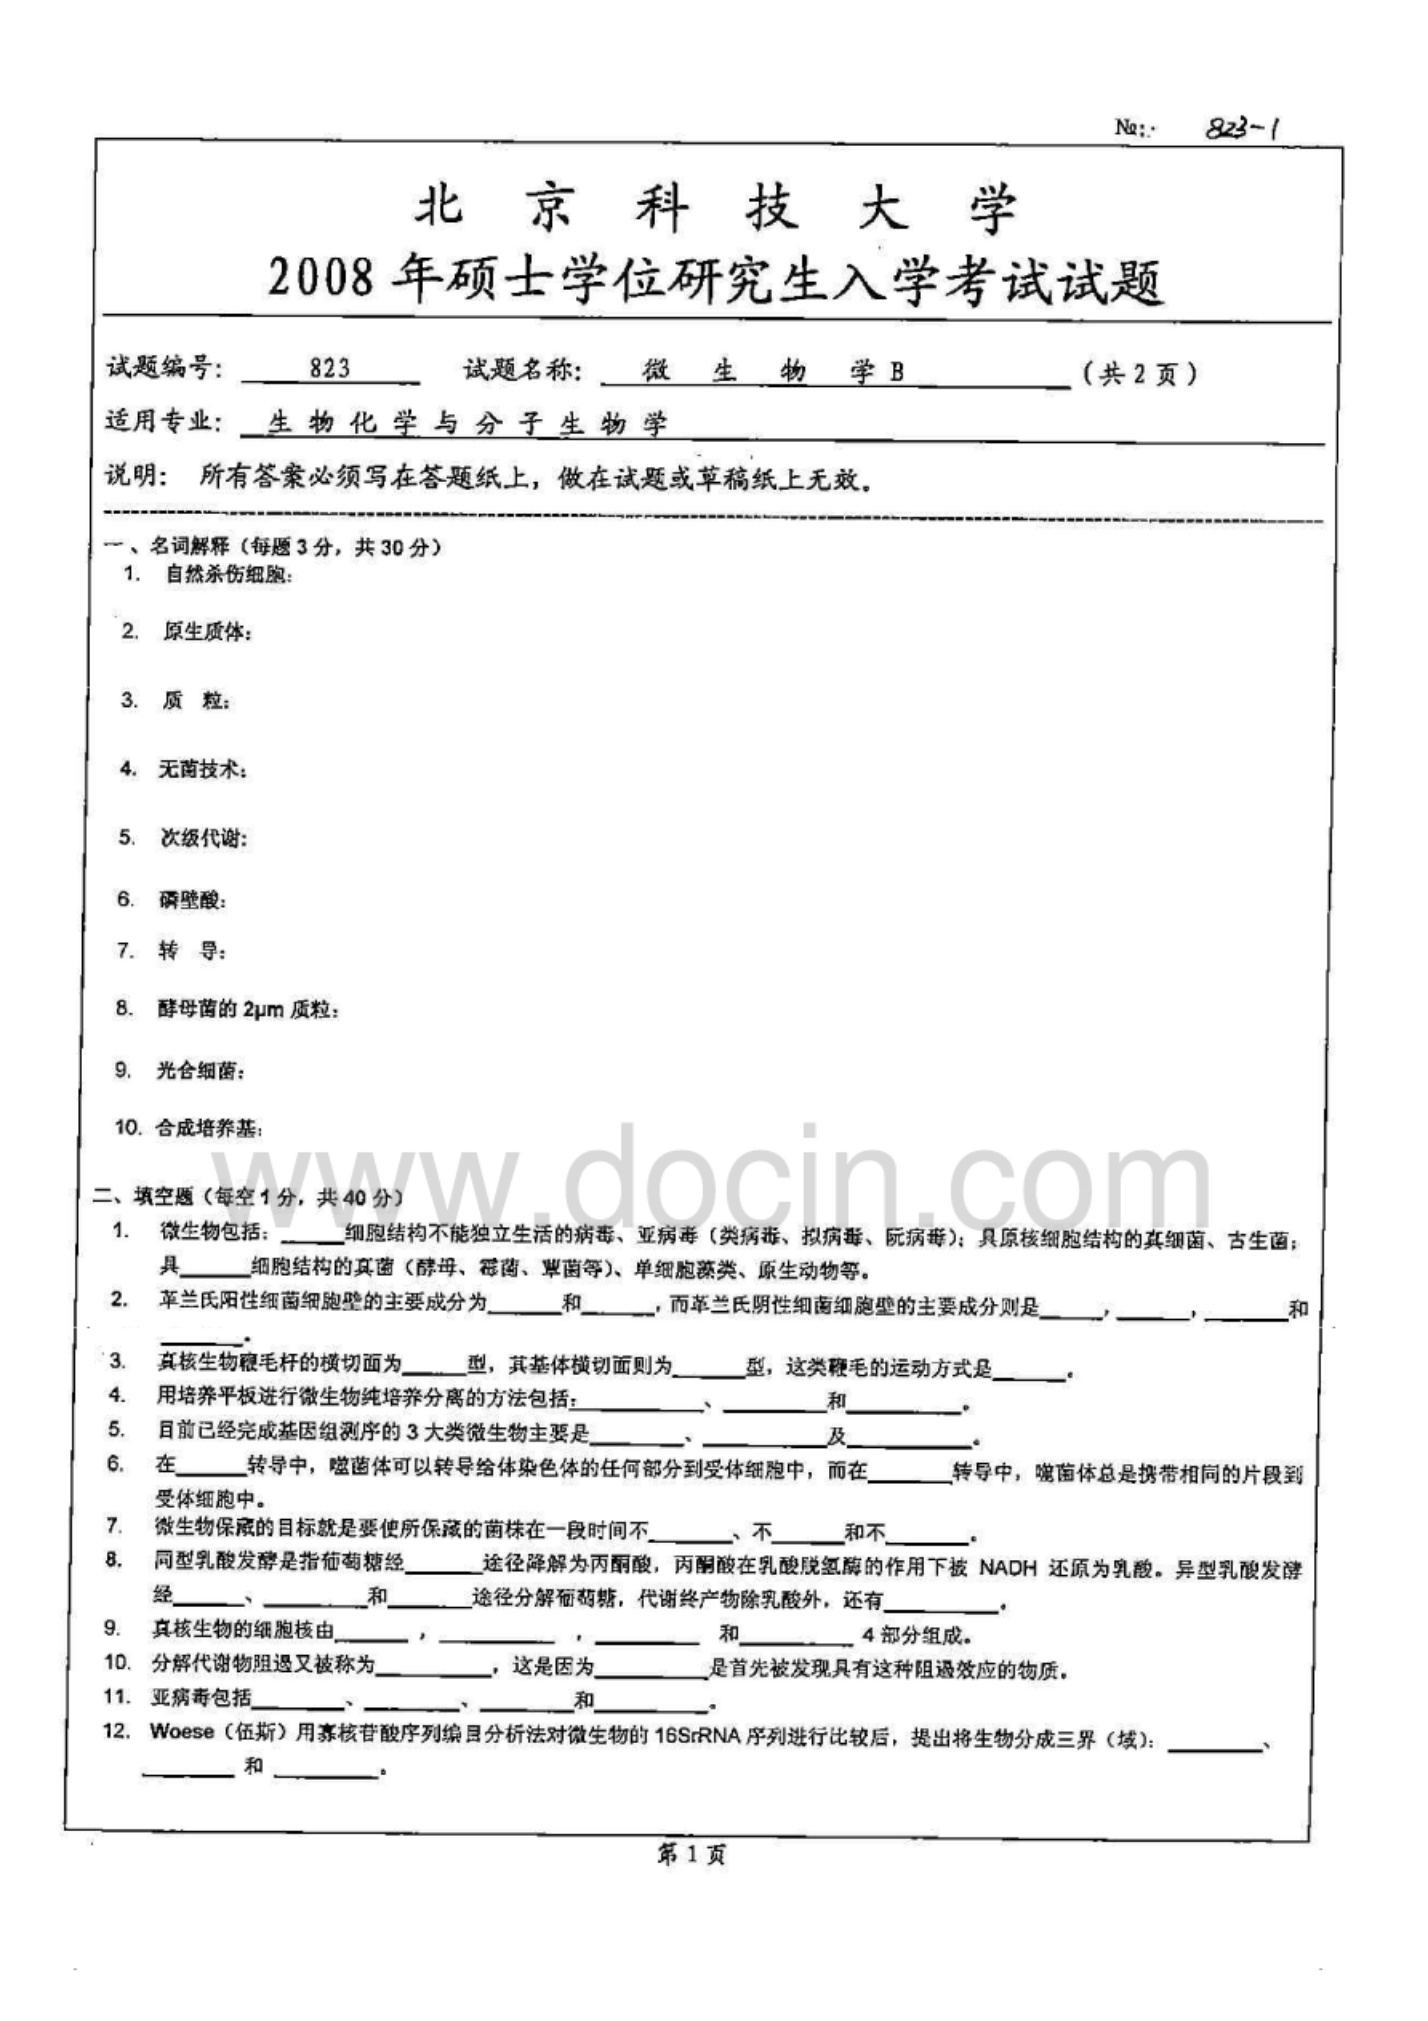 №: 823-1
北京科技大学
2008年硕士学位研究生入学考试试题
试题编号: 823 试题名称: 微生物学B (共2页)
适用专业: 生物化学与分子生物学
说明: 所有答案必须写在答题纸上，做在试题或草稿纸上无效。
一、名词解释（每题3分，共30分）
1. 自然杀伤细胞:
2. 原生质体:
3. 质 粒:
4. 无菌技术:
5. 次级代谢:
6. 磷壁酸:
7. 转 导:
8. 酵母菌的2μm质粒:
9. 光合细菌:
10. 合成培养基:
www.docin.com
二、填空题（每空1分，共40分）
1. 微生物包括: ______细胞结构不能独立生活的病毒、亚病毒（类病毒、拟病毒、阮病毒）; 具原核细胞结构的真细菌、古生菌;
具______细胞结构的真菌（酵母、霉菌、蕈菌等）、单细胞藻类、原生动物等。
2. 革兰氏阳性细菌细胞壁的主要成分为______和______，而革兰氏阴性细菌细胞壁的主要成分则是______，______，______和
______。
3. 真核生物鞭毛杆的横切面为______型，其基体横切面则为______型，这类鞭毛的运动方式是______。
4. 用培养平板进行微生物纯培养分离的方法包括: ______、______和______。
5. 目前已经完成基因组测序的3大类微生物主要是______、______及______。
6. 在______转导中，噬菌体可以转导给体染色体的任何部分到受体细胞中，而在______转导中，噬菌体总是携带相同的片段到
受体细胞中。
7. 微生物保藏的目标就是要使所保藏的菌株在一段时间不______、不______和不______。
8. 同型乳酸发酵是指葡萄糖经______途径降解为丙酮酸，丙酮酸在乳酸脱氢酶的作用下被 NADH 还原为乳酸。异型乳酸发酵
经______、______和______途径分解葡萄糖，代谢终产物除乳酸外，还有______。
9. 真核生物的细胞核由______，______，______ 和______ 4部分组成。
10. 分解代谢物阻遏又被称为______，这是因为______是首先被发现具有这种阻遏效应的物质。
11. 亚病毒包括______、______、______和______。
12. Woese（伍斯）用寡核苷酸序列编目分析法对微生物的16SrRNA序列进行比较后，提出将生物分成三界（域）: ______、
______ 和 ______。
第1页